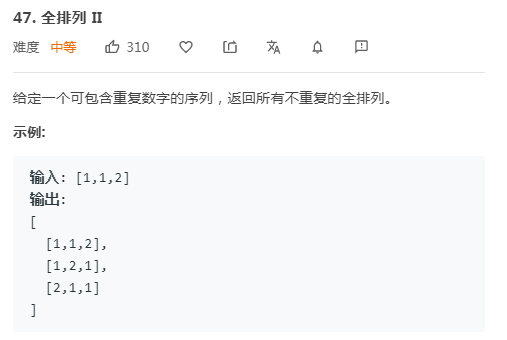 47. 全排列 II
难度 中等 310
给定一个可包含重复数字的序列，返回所有不重复的全排列。
示例:
输入: [1,1,2]
输出:
[
  [1,1,2],
  [1,2,1],
  [2,1,1]
]